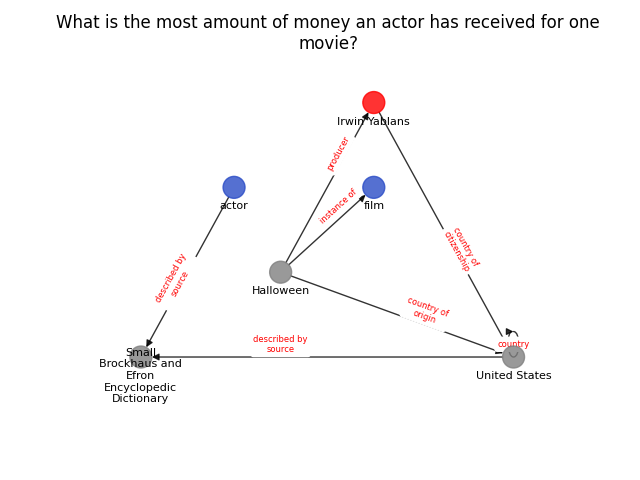 What is the most amount of money an actor has received for one
movie?
Irwin Yablans
producer
actor
film
instance of
country of
citizenship
described by
source
Halloween
country of
origin
described by
source
country
Small
Brockhaus and
Efron
Encyclopedic
Dictionary
United States